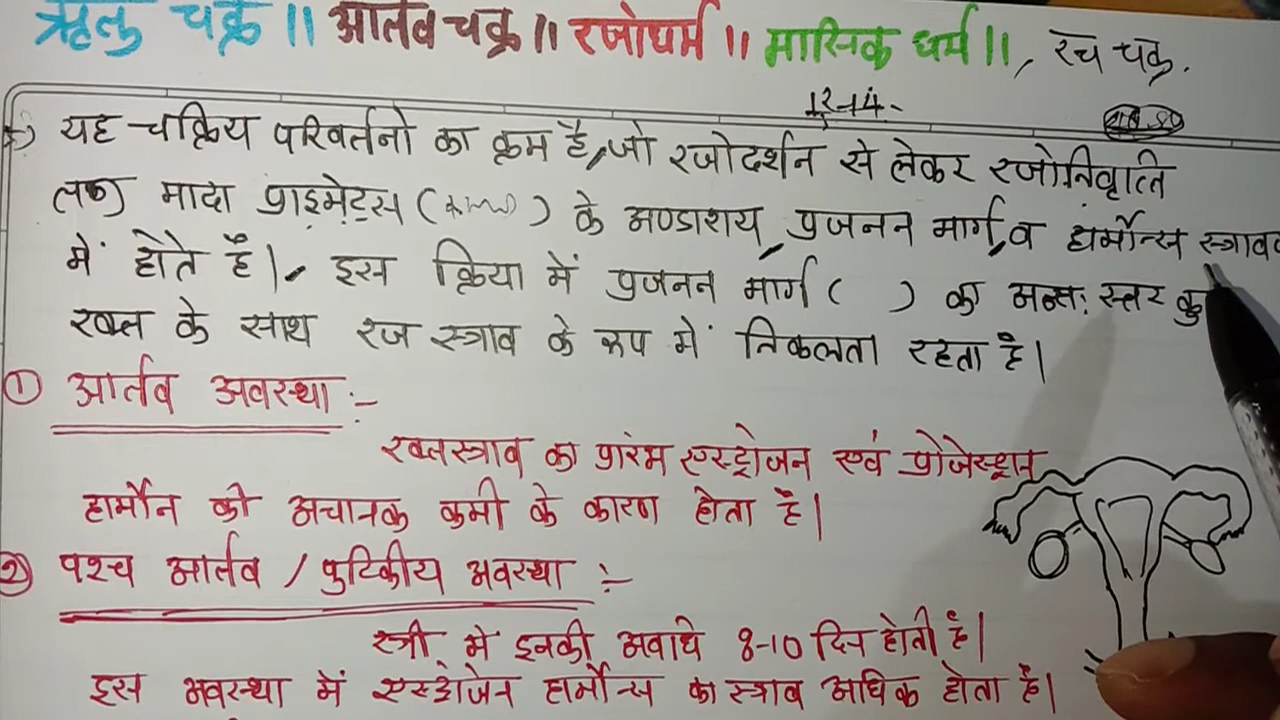 ऋतु चक्र ॥ आर्तव चक्र ॥ रजोधर्म ॥ मासिक धर्म ॥, रच चक्र.
12-14-
यह चक्रिय परिवर्तनो का क्रम है, जो रजोदर्शन से लेकर रजोनिवृत्ति
तक मादा प्राइमेट्स ( ) के अण्डाशय, प्रजनन मार्ग, व हार्मोन्स स्त्राव
में होते है। इस क्रिया में प्रजनन मार्ग ( ) का अन्तः स्तर कु
रक्त के साथ रज स्त्राव के रूप में निकलता रहता है।
① आर्तव अवस्था :-
रक्तस्त्राव का प्रारंभ एस्ट्रोजन एवं प्रोजेस्ट्रान
हार्मोन की अचानक कमी के कारण होता है।
② पश्च आर्तव / पुटिकीय अवस्था :-
स्त्री में इनकी अवधि 8-10 दिन होती है।
इस अवस्था में एस्ट्रोजेन हार्मोन्स का स्त्राव अधिक होता है।